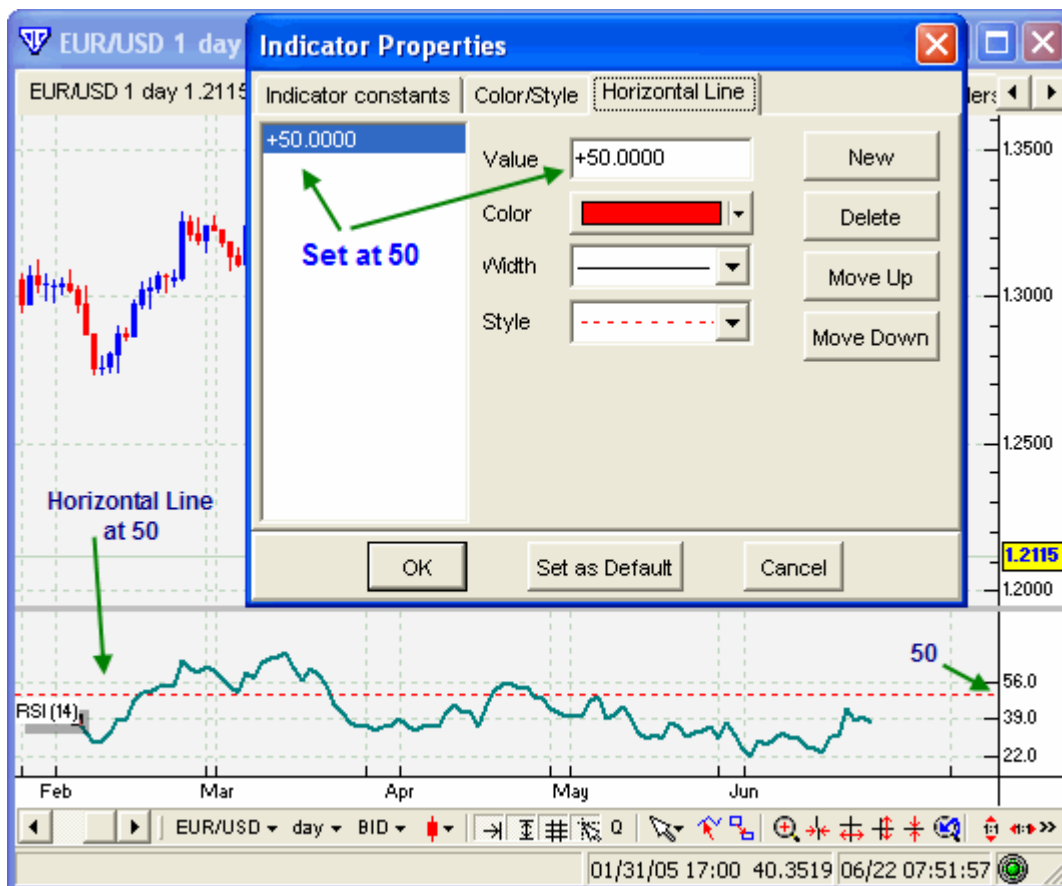 EUR/USD 1 day
Indicator Properties
EUR/USD 1 day 1.2115
Indicator constants
Color/Style
Horizontal Line
+50.0000
Value
+50.0000
New
Color
Delete
Set at 50
Width
Move Up
Style
Move Down
1.3500
1.3000
1.2500
Horizontal Line
at 50
1.2115
OK
Set as Default
Cancel
1.2000
50
56.0
RSI (14)
39.0
22.0
Feb Mar Apr May Jun
EUR/USD day BID Q 1:1
01/31/05 17:00 40.3519 06/22 07:51:57